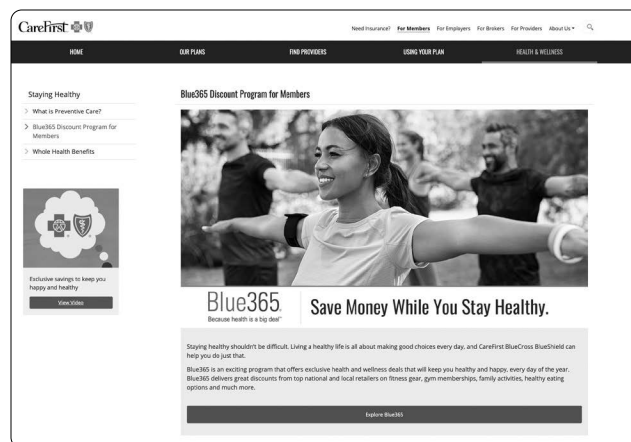 CareFirst
Need Insurance? For Members For Employers For Brokers For Providers About Us
HOME OUR PLANS FIND PROVIDERS USING YOUR PLAN HEALTH & WELLNESS
Staying Healthy
What is Preventive Care?
Blue365 Discount Program for
Members
Whole Health Benefits
Exclusive savings to keep you
happy and healthy
View Video
Blue365 Discount Program for Members
Blue365
Because health is a big deal℠
Save Money While You Stay Healthy.
Staying healthy shouldn't be difficult. Living a healthy life is all about making good choices every day, and CareFirst BlueCross BlueShield can
help you do just that.
Blue365 is an exciting program that offers exclusive health and wellness deals that will keep you healthy and happy, every day of the year.
Blue365 delivers great discounts from top national and local retailers on fitness gear, gym memberships, family activities, healthy eating
options and much more.
Explore Blue365